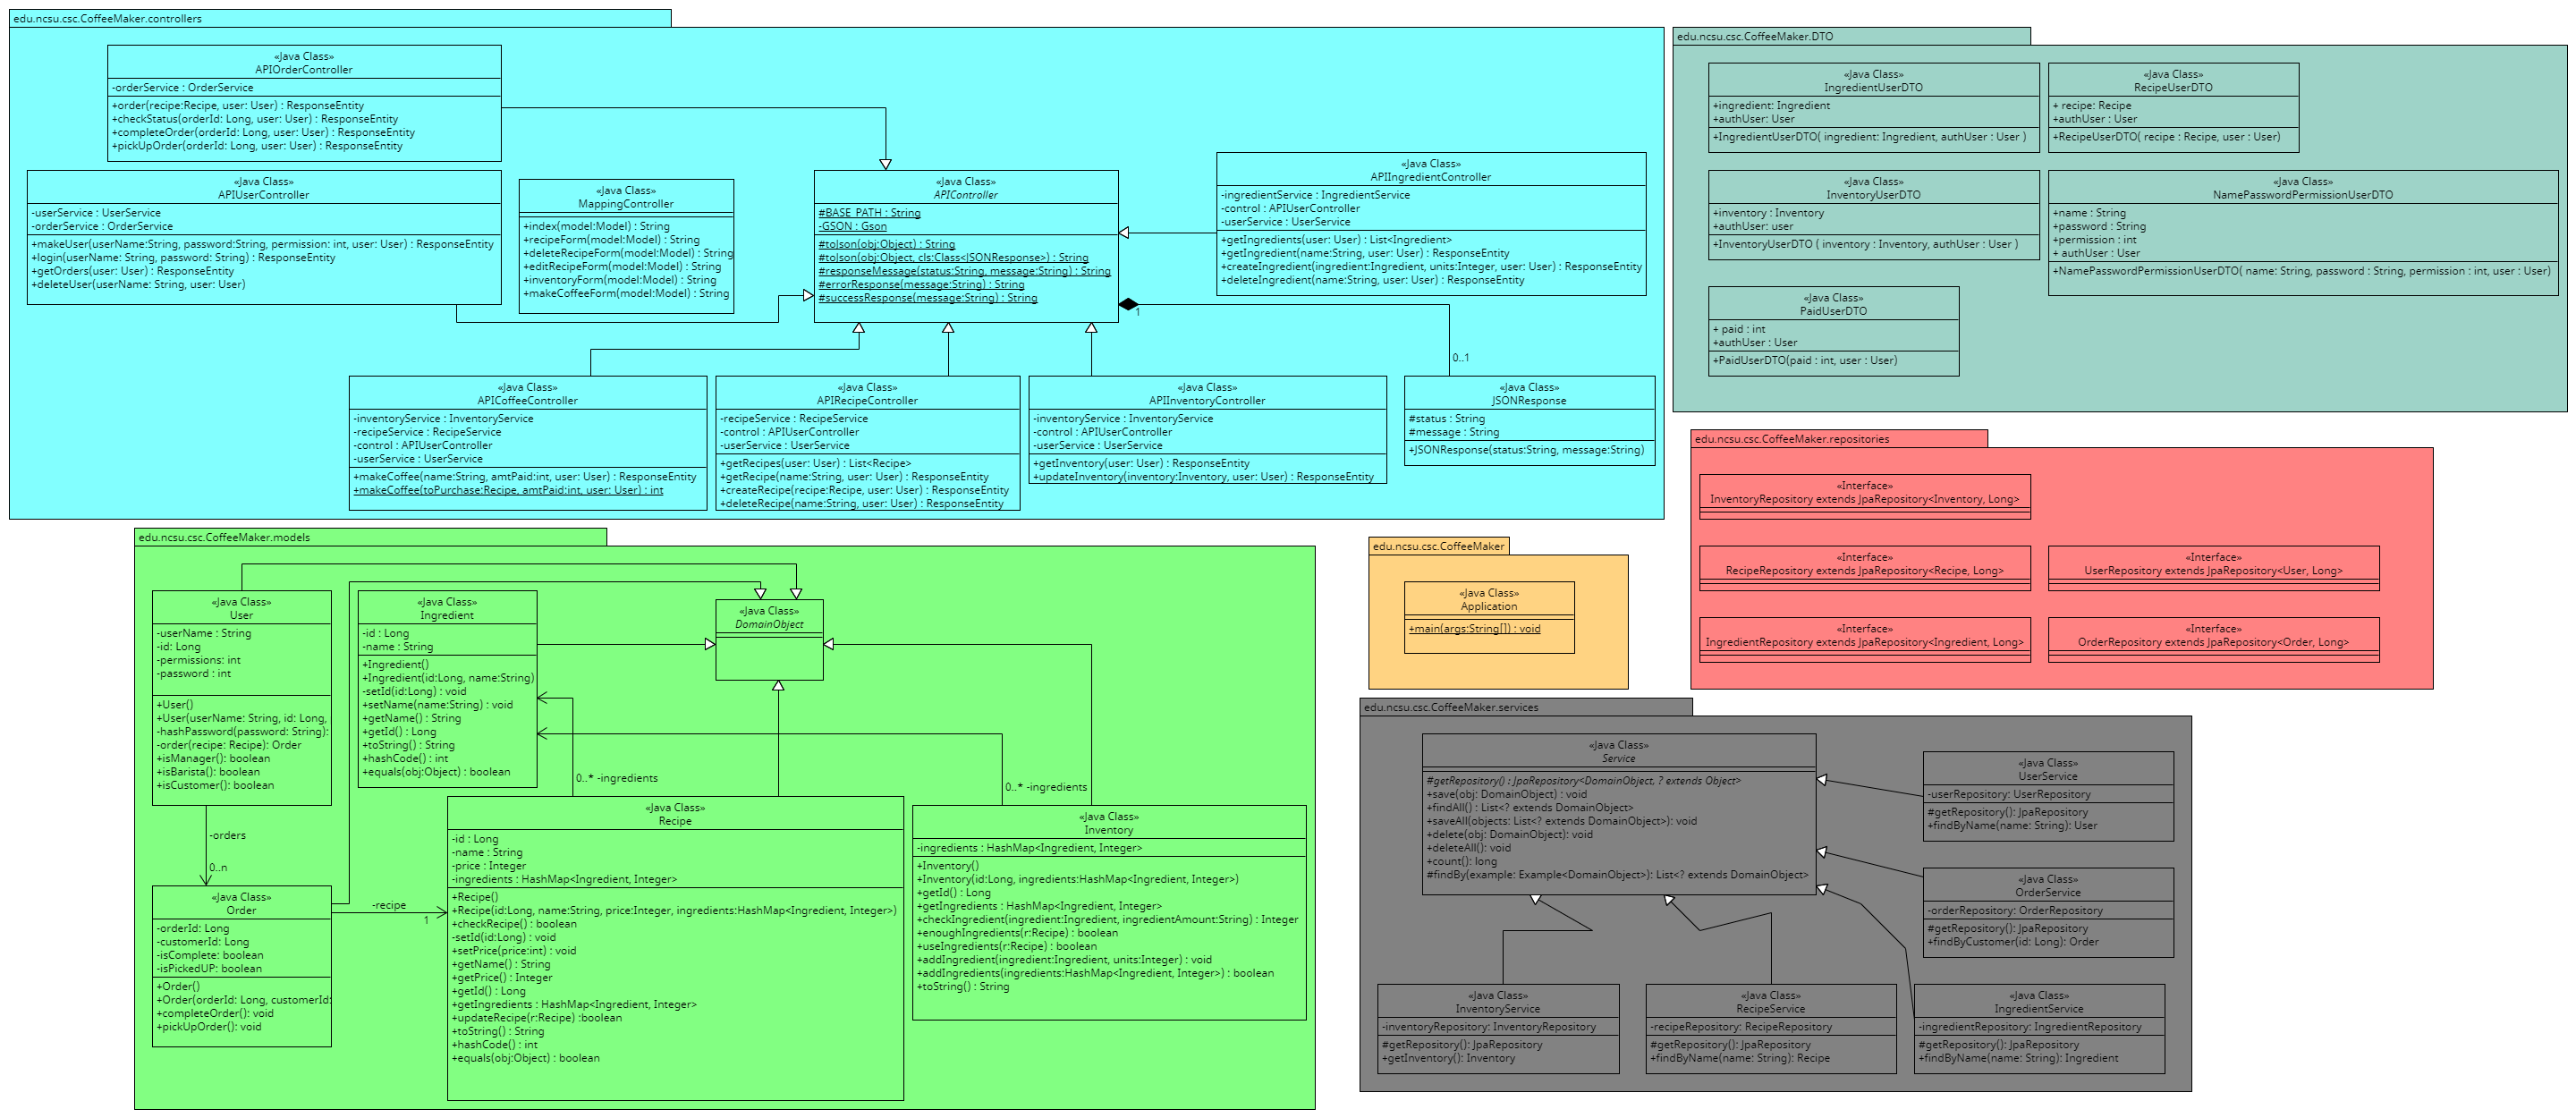 edu.ncsu.csc.CoffeeMaker.controllers
«Java Class»
APIOrderController
-orderService : OrderService
+order(recipe:Recipe, user: User) : ResponseEntity
+checkStatus(orderId: Long, user: User) : ResponseEntity
+completeOrder(orderId: Long, user: User) : ResponseEntity
+pickUpOrder(orderId: Long, user: User) : ResponseEntity
«Java Class»
APIUserController
-userService : UserService
-orderService : OrderService
+makeUser(userName:String, password:String, permission: int, user: User) : ResponseEntity
+login(userName: String, password: String) : ResponseEntity
+getOrders(user: User) : ResponseEntity
+deleteUser(userName: String, user: User)
«Java Class»
MappingController
+index(model:Model) : String
+recipeForm(model:Model) : String
+deleteRecipeForm(model:Model) : String
+editRecipeForm(model:Model) : String
+inventoryForm(model:Model) : String
+makeCoffeeForm(model:Model) : String
«Java Class»
APIController
#BASE_PATH : String
-GSON : Gson
#toJson(obj:Object) : String
#toJson(obj:Object, cls:Class<JSONResponse>) : String
#responseMessage(status:String, message:String) : String
#errorResponse(message:String) : String
#successResponse(message:String) : String
«Java Class»
APIIngredientController
-ingredientService : IngredientService
-control : APIUserController
-userService : UserService
+getIngredients(user: User) : List<Ingredient>
+getIngredient(name:String, user: User) : ResponseEntity
+createIngredient(ingredient:Ingredient, units:Integer, user: User) : ResponseEntity
+deleteIngredient(name:String, user: User) : ResponseEntity
1
0..1
«Java Class»
APICoffeeController
-inventoryService : InventoryService
-recipeService : RecipeService
-control : APIUserController
-userService : UserService
+makeCoffee(name:String, amtPaid:int, user: User) : ResponseEntity
+makeCoffee(toPurchase:Recipe, amtPaid:int, user: User) : int
«Java Class»
APIRecipeController
-recipeService : RecipeService
-control : APIUserController
-userService : UserService
+getRecipes(user: User) : List<Recipe>
+getRecipe(name:String, user: User) : ResponseEntity
+createRecipe(recipe:Recipe, user: User) : ResponseEntity
+deleteRecipe(name:String, user: User) : ResponseEntity
«Java Class»
APIInventoryController
-inventoryService : InventoryService
-control : APIUserController
-userService : UserService
+getInventory(user: User) : ResponseEntity
+updateInventory(inventory:Inventory, user: User) : ResponseEntity
«Java Class»
JSONResponse
#status : String
#message : String
+JSONResponse(status:String, message:String)
edu.ncsu.csc.CoffeeMaker.DTO
«Java Class»
IngredientUserDTO
+ingredient: Ingredient
+authUser: User
+IngredientUserDTO( ingredient: Ingredient, authUser : User )
«Java Class»
RecipeUserDTO
+ recipe: Recipe
+authUser : User
+RecipeUserDTO( recipe : Recipe, user : User)
«Java Class»
InventoryUserDTO
+inventory : Inventory
+authUser: user
+InventoryUserDTO ( inventory : Inventory, authUser : User )
«Java Class»
NamePasswordPermissionUserDTO
+name : String
+password : String
+permission : int
+ authUser : User
+NamePasswordPermissionUserDTO( name: String, password : String, permission : int, user : User)
«Java Class»
PaidUserDTO
+ paid : int
+authUser : User
+PaidUserDTO(paid : int, user : User)
edu.ncsu.csc.CoffeeMaker.repositories
«Interface»
InventoryRepository extends JpaRepository<Inventory, Long>
«Interface»
RecipeRepository extends JpaRepository<Recipe, Long>
«Interface»
UserRepository extends JpaRepository<User, Long>
«Interface»
IngredientRepository extends JpaRepository<Ingredient, Long>
«Interface»
OrderRepository extends JpaRepository<Order, Long>
edu.ncsu.csc.CoffeeMaker.models
«Java Class»
User
-userName : String
-id: Long
-permissions: int
-password : int
+User()
+User(userName: String, id: Long,
-hashPassword(password: String):
-order(recipe: Recipe): Order
+isManager(): boolean
+isBarista(): boolean
+isCustomer(): boolean
«Java Class»
Ingredient
-id : Long
-name : String
+Ingredient()
+Ingredient(id:Long, name:String)
-setId(id:Long) : void
+setName(name:String) : void
+getName() : String
+getId() : Long
+toString() : String
+hashCode() : int
+equals(obj:Object) : boolean
«Java Class»
DomainObject
0..* -ingredients
0..* -ingredients
-orders
0..n
-recipe
1
«Java Class»
Order
-orderId: Long
-customerId: Long
-isComplete: boolean
-isPickedUP: boolean
+Order()
+Order(orderId: Long, customerId:
+completeOrder(): void
+pickUpOrder(): void
«Java Class»
Recipe
-id : Long
-name : String
-price : Integer
-ingredients : HashMap<Ingredient, Integer>
+Recipe()
+Recipe(id:Long, name:String, price:Integer, ingredients:HashMap<Ingredient, Integer>)
+checkRecipe() : boolean
-setId(id:Long) : void
+setPrice(price:int) : void
+getName() : String
+getPrice() : Integer
+getId() : Long
+getIngredients : HashMap<Ingredient, Integer>
+updateRecipe(r:Recipe) :boolean
+toString() : String
+hashCode() : int
+equals(obj:Object) : boolean
«Java Class»
Inventory
-ingredients : HashMap<Ingredient, Integer>
+Inventory()
+Inventory(id:Long, ingredients:HashMap<Ingredient, Integer>)
+getId() : Long
+getIngredients : HashMap<Ingredient, Integer>
+checkIngredient(ingredient:Ingredient, ingredientAmount:String) : Integer
+enoughIngredients(r:Recipe) : boolean
+useIngredients(r:Recipe) : boolean
+addIngredient(ingredient:Ingredient, units:Integer) : void
+addIngredients(ingredients:HashMap<Ingredient, Integer>) : boolean
+toString() : String
edu.ncsu.csc.CoffeeMaker
«Java Class»
Application
+main(args:String[]) : void
edu.ncsu.csc.CoffeeMaker.services
«Java Class»
Service
#getRepository() : JpaRepository<DomainObject, ? extends Object>
+save(obj: DomainObject) : void
+findAll() : List<? extends DomainObject>
+saveAll(objects: List<? extends DomainObject>): void
+delete(obj: DomainObject): void
+deleteAll(): void
+count(): long
#findBy(example: Example<DomainObject>): List<? extends DomainObject>
«Java Class»
UserService
-userRepository: UserRepository
#getRepository(): JpaRepository
+findByName(name: String): User
«Java Class»
OrderService
-orderRepository: OrderRepository
#getRepository(): JpaRepository
+findByCustomer(id: Long): Order
«Java Class»
InventoryService
-inventoryRepository: InventoryRepository
#getRepository(): JpaRepository
+getInventory(): Inventory
«Java Class»
RecipeService
-recipeRepository: RecipeRepository
#getRepository(): JpaRepository
+findByName(name: String): Recipe
«Java Class»
IngredientService
-ingredientRepository: IngredientRepository
#getRepository(): JpaRepository
+findByName(name: String): Ingredient